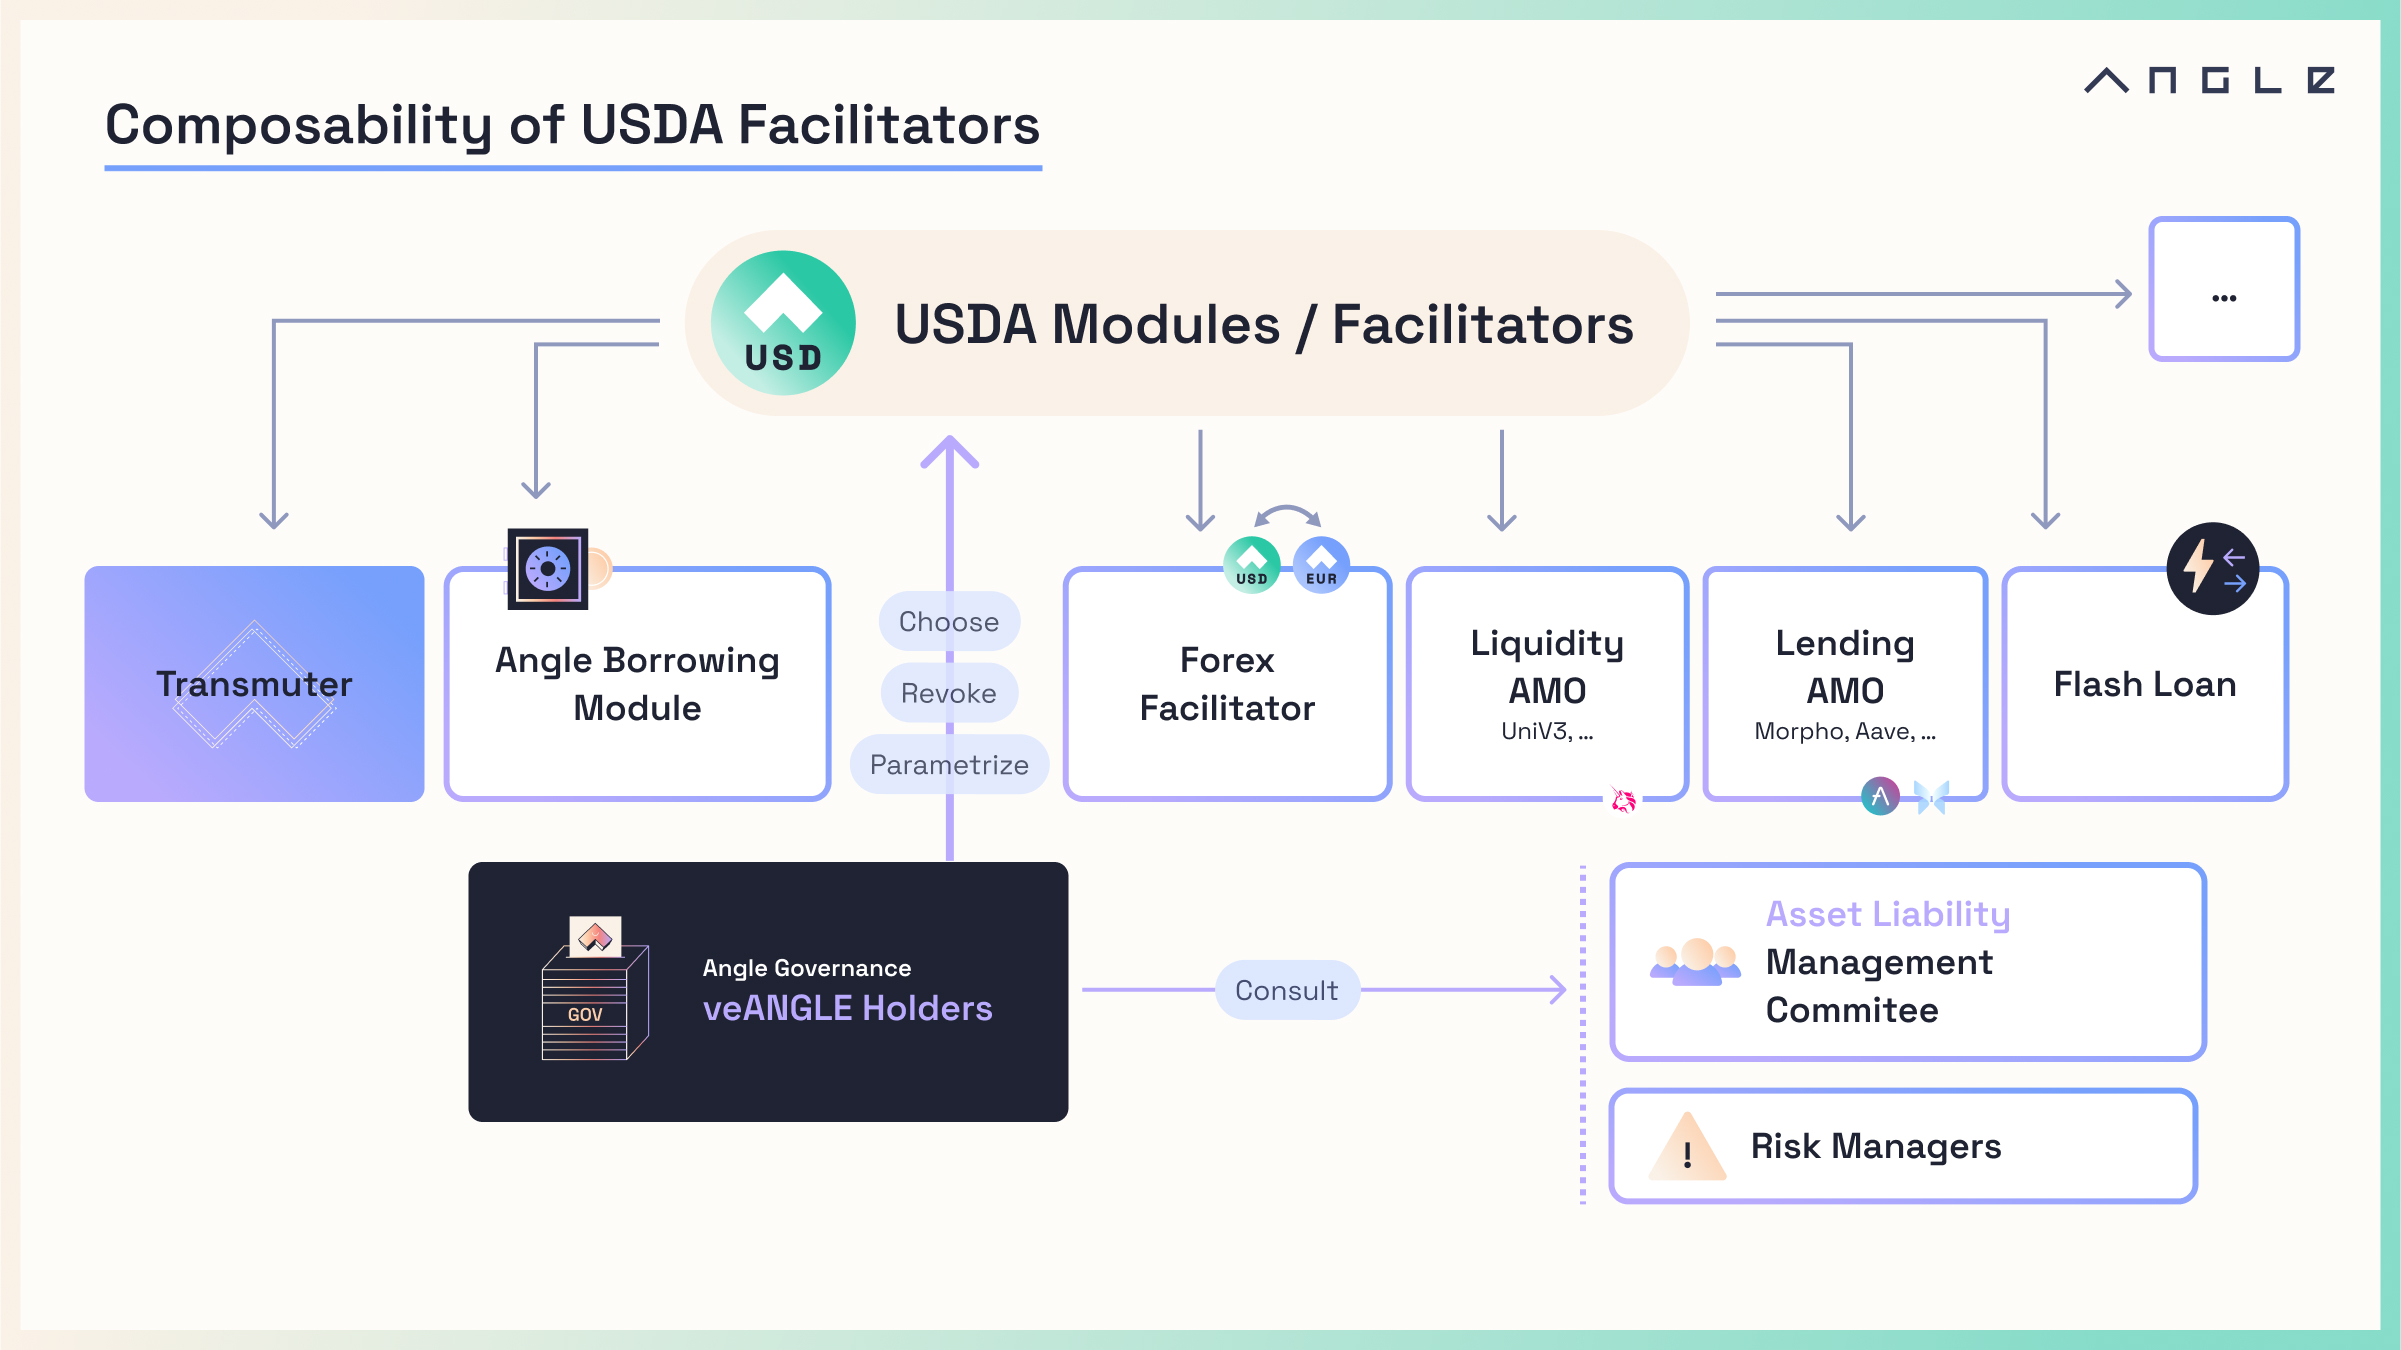 ANGLE
Composability of USDA Facilitators
...
USD
USDA Modules / Facilitators
USD
EUR
Transmuter
Angle Borrowing
Module
Choose
Revoke
Parametrize
Forex
Facilitator
Liquidity
AMO
UniV3, ...
Lending
AMO
Morpho, Aave, ...
Flash Loan
GOV
Angle Governance
veANGLE Holders
Consult
Asset Liability
Management
Commitee
!
Risk Managers